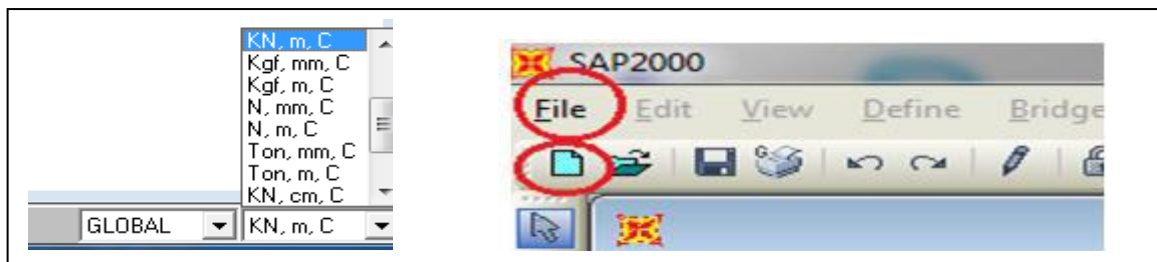 KN, m, C
Kgf, mm, C
Kgf, m, C
N, mm, C
N, m, C
Ton, mm, C
Ton, m, C
KN, cm, C
GLOBAL
KN, m, C
SAP2000
File Edit View Define Bridge
G